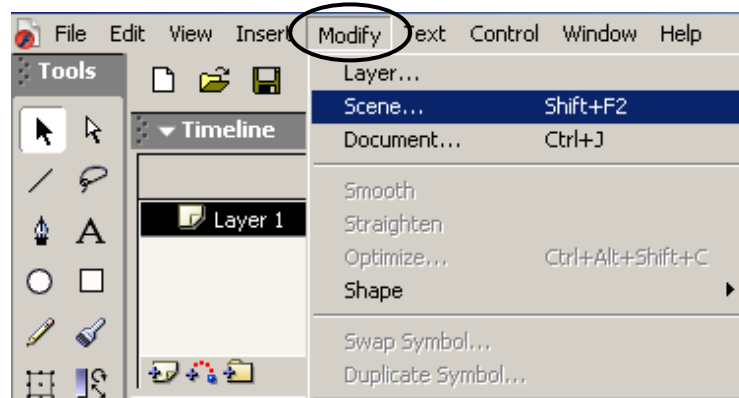 File Edit View Insert Modify Text Control Window Help
Tools
Layer...
Scene... Shift+F2
Timeline
Document... Ctrl+J
Smooth
Layer 1
Straighten
Optimize... Ctrl+Alt+Shift+C
Shape
Swap Symbol...
Duplicate Symbol...